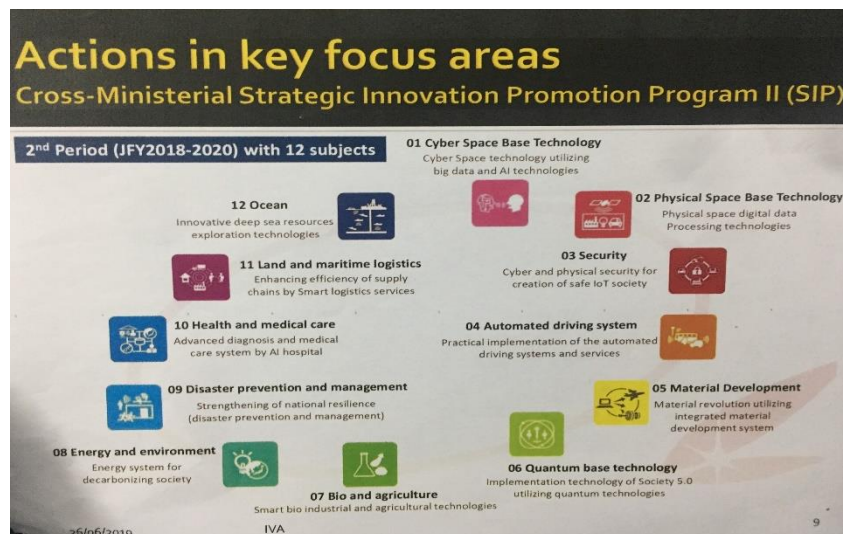 Actions in key focus areas
Cross-Ministerial Strategic Innovation Promotion Program II (SIP)
2nd Period (JFY2018-2020) with 12 subjects
01 Cyber Space Base Technology
Cyber Space technology utilizing
big data and AI technologies
02 Physical Space Base Technology
Physical space digital data
Processing technologies
03 Security
Cyber and physical security for
creation of safe IoT society
04 Automated driving system
Practical implementation of the automated
driving systems and services
05 Material Development
Material revolution utilizing
integrated material
development system
06 Quantum base technology
Implementation technology of Society 5.0
utilizing quantum technologies
07 Bio and agriculture
Smart bio industrial and agricultural technologies
08 Energy and environment
Energy system for
decarbonizing society
09 Disaster prevention and management
Strengthening of national resilience
(disaster prevention and management)
10 Health and medical care
Advanced diagnosis and medical
care system by AI hospital
11 Land and maritime logistics
Enhancing efficiency of supply
chains by Smart logistics services
12 Ocean
Innovative deep sea resources
exploration technologies
26/06/2019
IVA
9